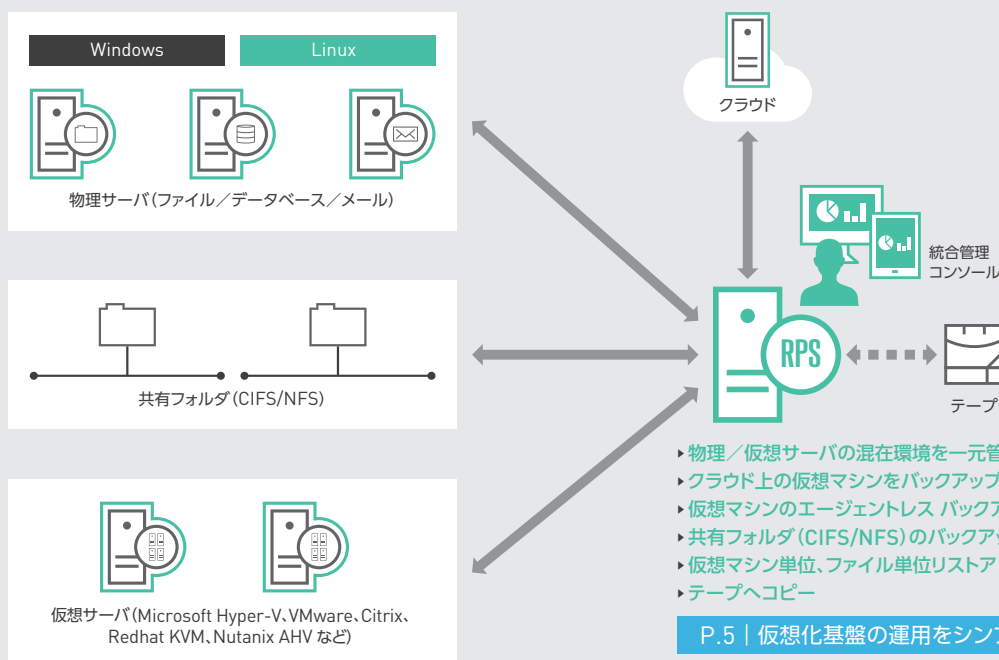 Windows
Linux
物理サーバ(ファイル／データベース／メール)
共有フォルダ(CIFS/NFS)
仮想サーバ(Microsoft Hyper-V、VMware、Citrix、
Redhat KVM、Nutanix AHV など)
クラウド
統合管理
コンソール
RPS
テープ
▸物理／仮想サーバの混在環境を一元管
▸クラウド上の仮想マシンをバックアップ
▸仮想マシンのエージェントレス バックア
▸共有フォルダ(CIFS/NFS)のバックアッ
▸仮想マシン単位、ファイル単位リストア
▸テープへコピー
P.5｜仮想化基盤の運用をシンプ